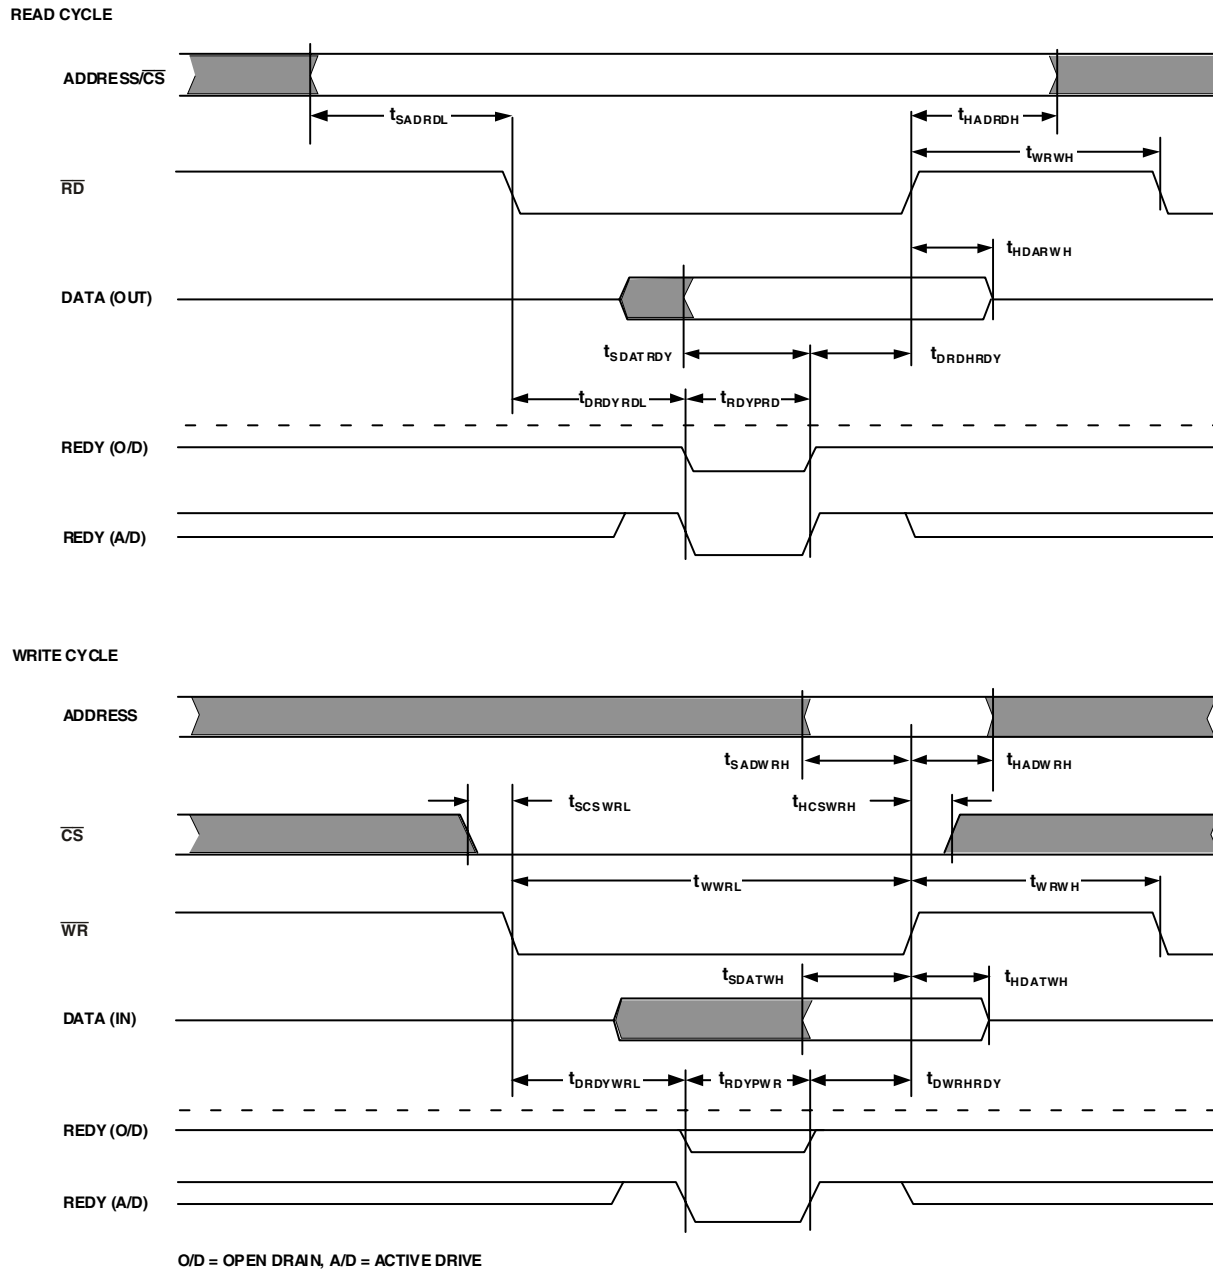 READ CYCLE
ADDRESS/CS
tSADRDL
tHADRDH
tWRWH
RD
tHDARWH
DATA (OUT)
tSDATRDY
tDRDHRDY
tDRDYRDL
tRDYPRD
REDY (O/D)
REDY (A/D)
WRITE CYCLE
ADDRESS
tSADWRH
tHADWRH
tSCSWRL
tHCSWRH
CS
tWWRL
tWRWH
WR
tSDATWH
tHDATWH
DATA (IN)
tDRDYWRL
tRDYPWR
tDWRHRDY
REDY (O/D)
REDY (A/D)
O/D = OPEN DRAIN, A/D = ACTIVE DRIVE